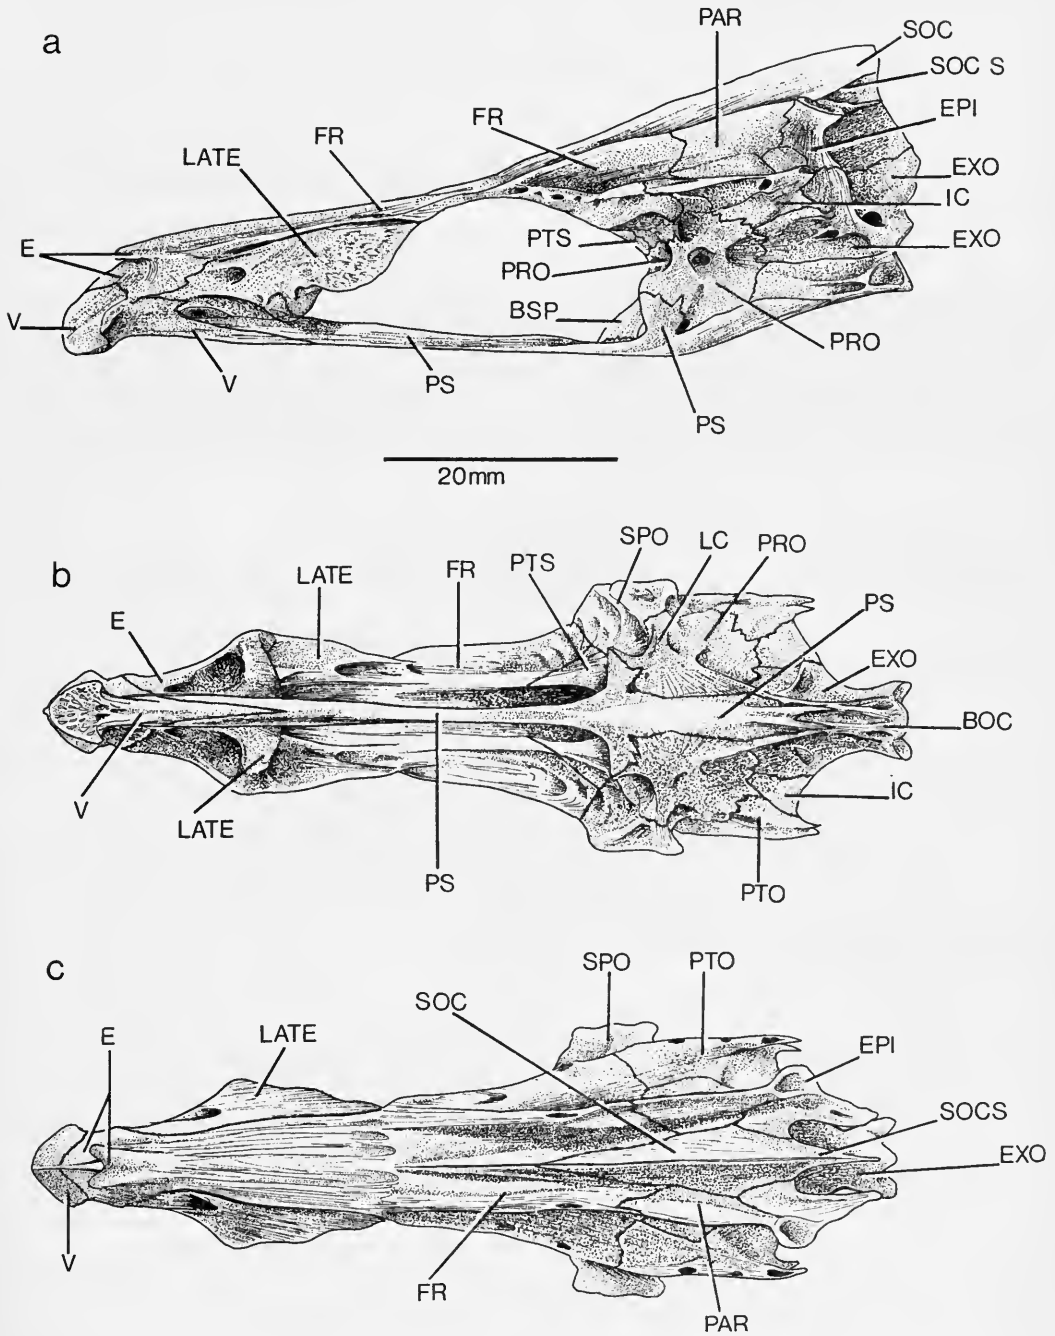 a
PAR
SOC
SOC S
FR
FR
EPI
LATE
EXO
IC
E
PTS
EXO
PRO
BSP
V
PRO
V
PS
PS
20mm
b
SPO
LC
PRO
LATE
FR
PTS
PS
E
EXO
BOC
V
IC
LATE
PS
PTO
c
SPO
PTO
SOC
E
LATE
EPI
SOCS
EXO
V
FR
PAR